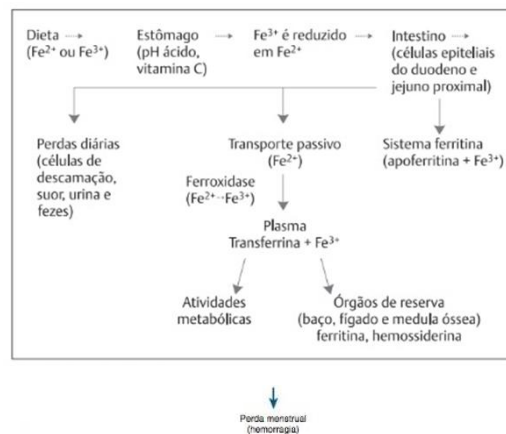 Dieta
(Fe²⁺ ou Fe³⁺)
Estômago
(pH ácido,
vitamina C)
Fe³⁺ é reduzido
em Fe²⁺
Intestino
(células epiteliais
do duodeno e
jejuno proximal)
Perdas diárias
(células de
descamação,
suor, urina e
fezes)
Transporte passivo
(Fe²⁺)
Sistema ferritina
(apoferritina + Fe³⁺)
Ferroxidase
(Fe²⁺→Fe³⁺)
Plasma
Transferrina + Fe³⁺
Atividades
metabólicas
Órgãos de reserva
(baço, fígado e medula óssea)
ferritina, hemossiderina
Perda menstrual
(hemorragia)